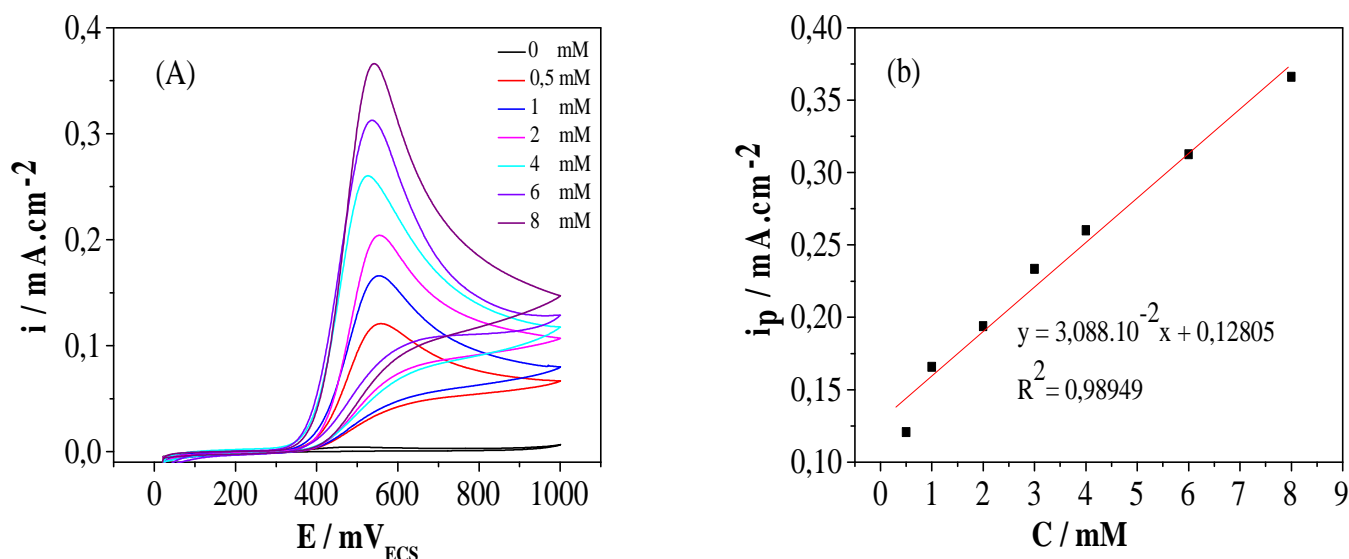 (A)
0 mM
0,5 mM
1 mM
2 mM
4 mM
6 mM
8 mM
0,4
0,3
0,2
0,1
0,0
i / mA.cm-2
0 200 400 600 800 1000
E / mV_ECS
(b)
0,40
0,35
0,30
0,25
0,20
0,15
0,10
i_p / mA.cm-2
y = 3,088.10^-2x + 0,12805
R^2 = 0,98949
0 1 2 3 4 5 6 7 8 9
C / mM